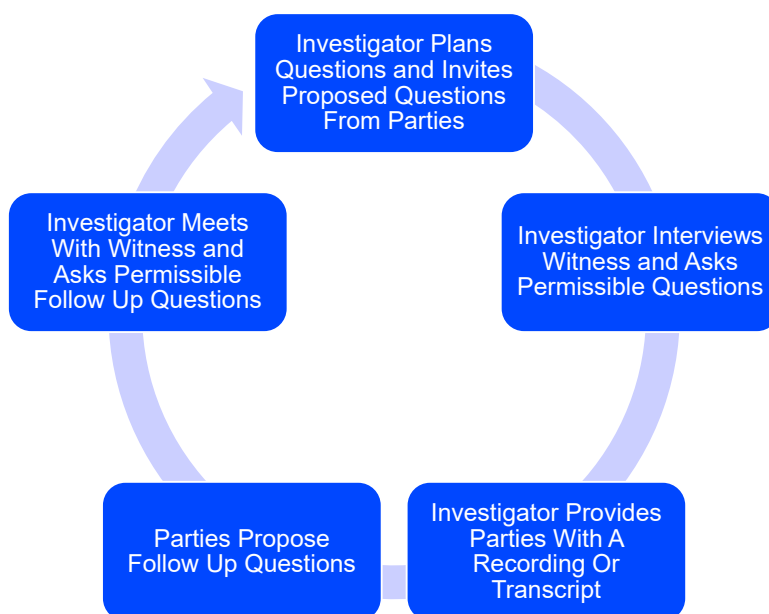 Investigator Plans
Questions and Invites
Proposed Questions
From Parties
Investigator Interviews
Witness and Asks
Permissible Questions
Investigator Provides
Parties With A
Recording Or
Transcript
Parties Propose
Follow Up Questions
Investigator Meets
With Witness and
Asks Permissible
Follow Up Questions